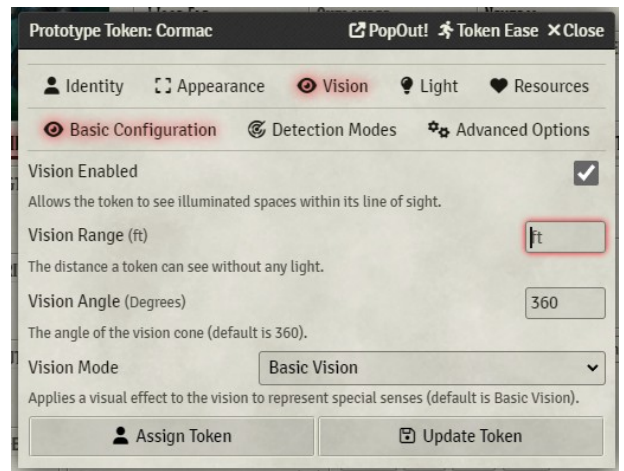 Prototype Token: Cormac PopOut! Token Ease Close
Identity Appearance Vision Light Resources
Basic Configuration Detection Modes Advanced Options
Vision Enabled
Allows the token to see illuminated spaces within its line of sight.
Vision Range (ft) ft
The distance a token can see without any light.
Vision Angle (Degrees) 360
The angle of the vision cone (default is 360).
Vision Mode Basic Vision
Applies a visual effect to the vision to represent special senses (default is Basic Vision).
Assign Token Update Token